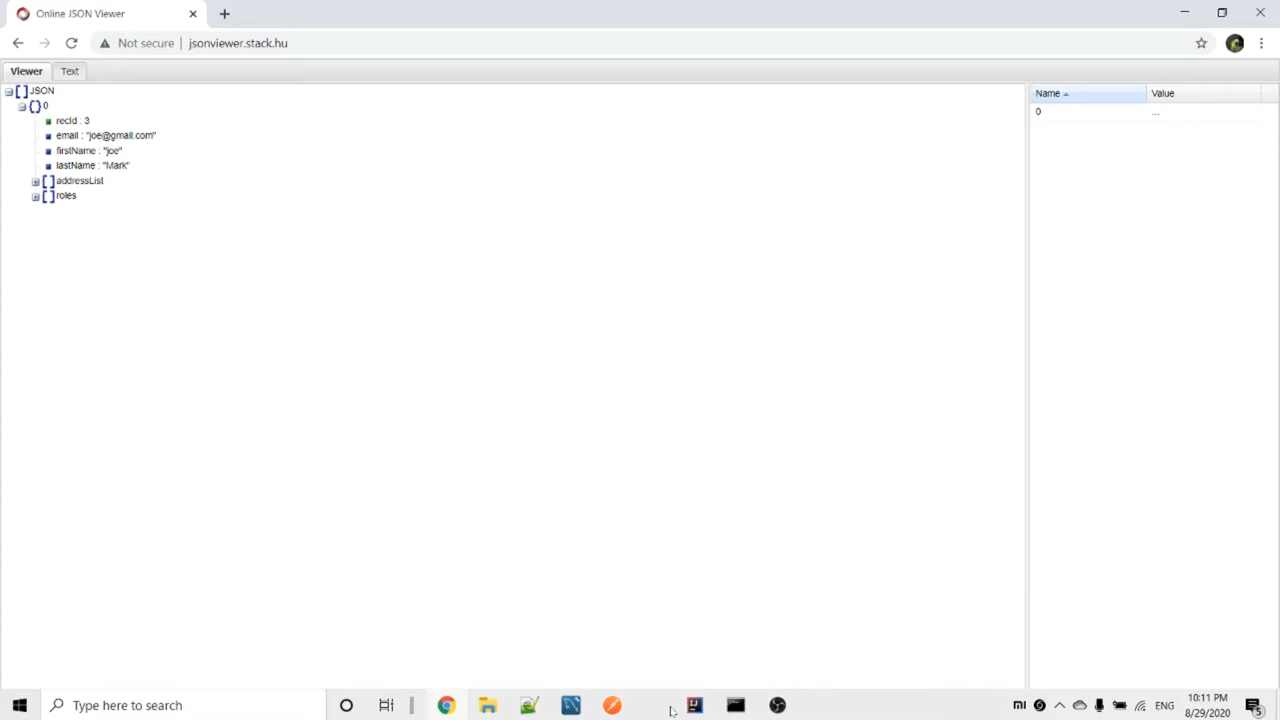 Online JSON Viewer
Not secure jsonviewer.stack.hu
Viewer Text
[ ] JSON
{ } 0
recId : 3
email : "joe@gmail.com"
firstName : "joe"
lastName : "Mark"
[ ] addressList
[ ] roles
Name Value
0 ...
Type here to search
ENG
10:11 PM
8/29/2020
5